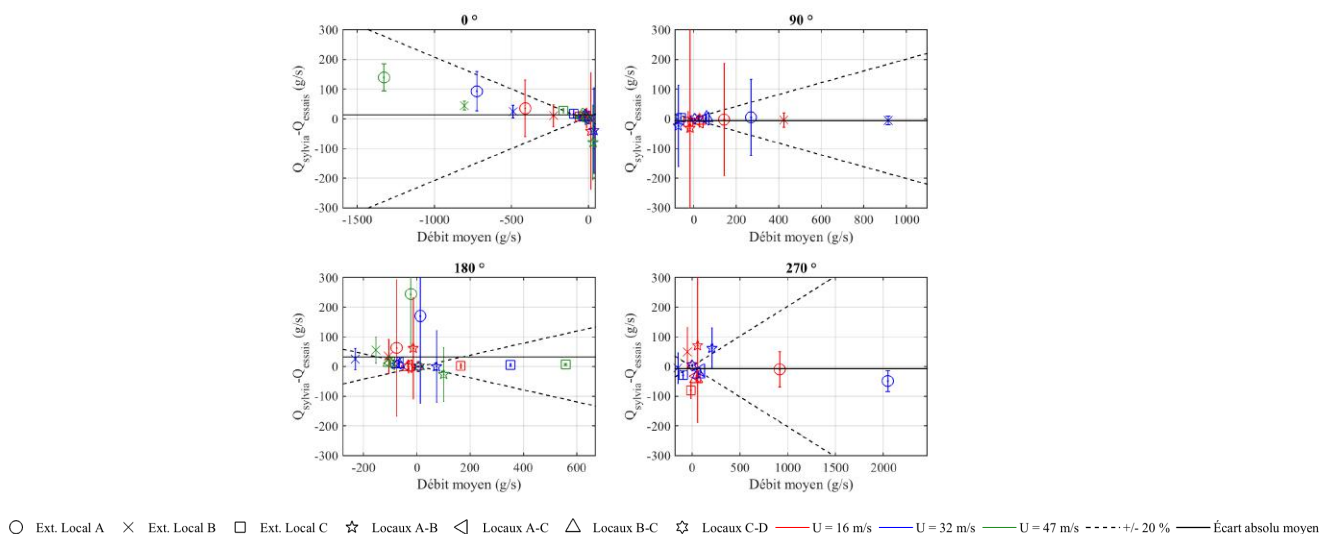 0 °
300
200
100
0
-100
-200
-300
Q_sylvia-Q_essais (g/s)
-1500 -1000 -500 0
Débit moyen (g/s)
90 °
300
200
100
0
-100
-200
-300
Q_sylvia-Q_essais (g/s)
0 200 400 600 800 1000
Débit moyen (g/s)
180 °
300
200
100
0
-100
-200
-300
Q_sylvia-Q_essais (g/s)
-200 0 200 400 600
Débit moyen (g/s)
270 °
300
200
100
0
-100
-200
-300
Q_sylvia-Q_essais (g/s)
0 500 1000 1500 2000
Débit moyen (g/s)
Ext. Local A Ext. Local B Ext. Local C Locaux A-B Locaux A-C Locaux B-C Locaux C-D U = 16 m/s U = 32 m/s U = 47 m/s +/- 20 % Écart absolu moyen